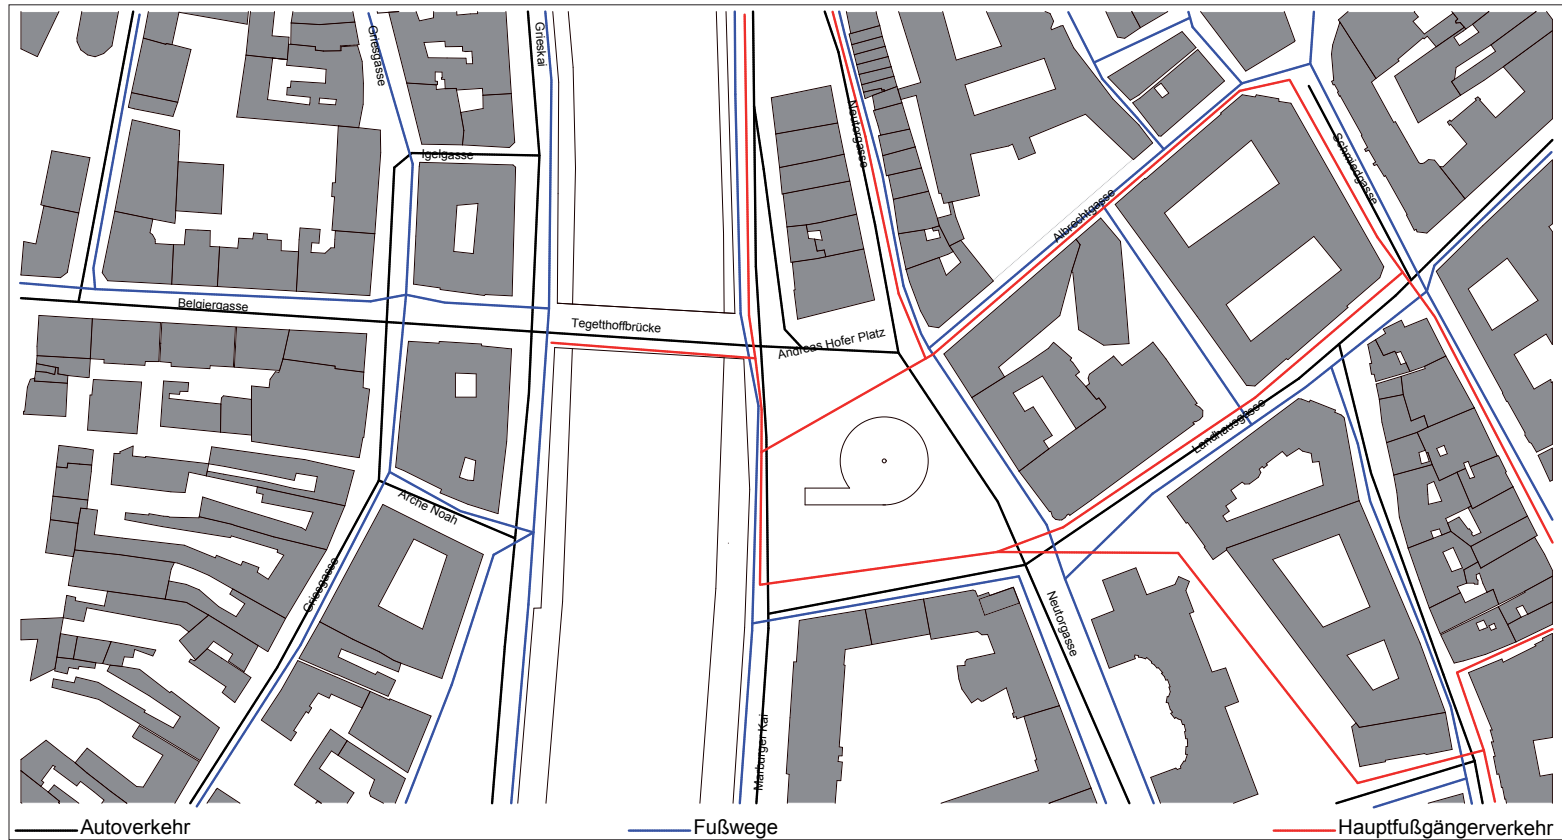 Griesgasse
Grieskai
Igelgasse
Neutorgasse
Schmiedgasse
Albrechtgasse
Belgiergasse
Tegetthoffbrücke
Andreas Hofer Platz
Landhausgasse
Arche Noah
Griesgasse
Neutorgasse
Marburger Kai
Autoverkehr
Fußwege
Hauptfußgängerverkehr